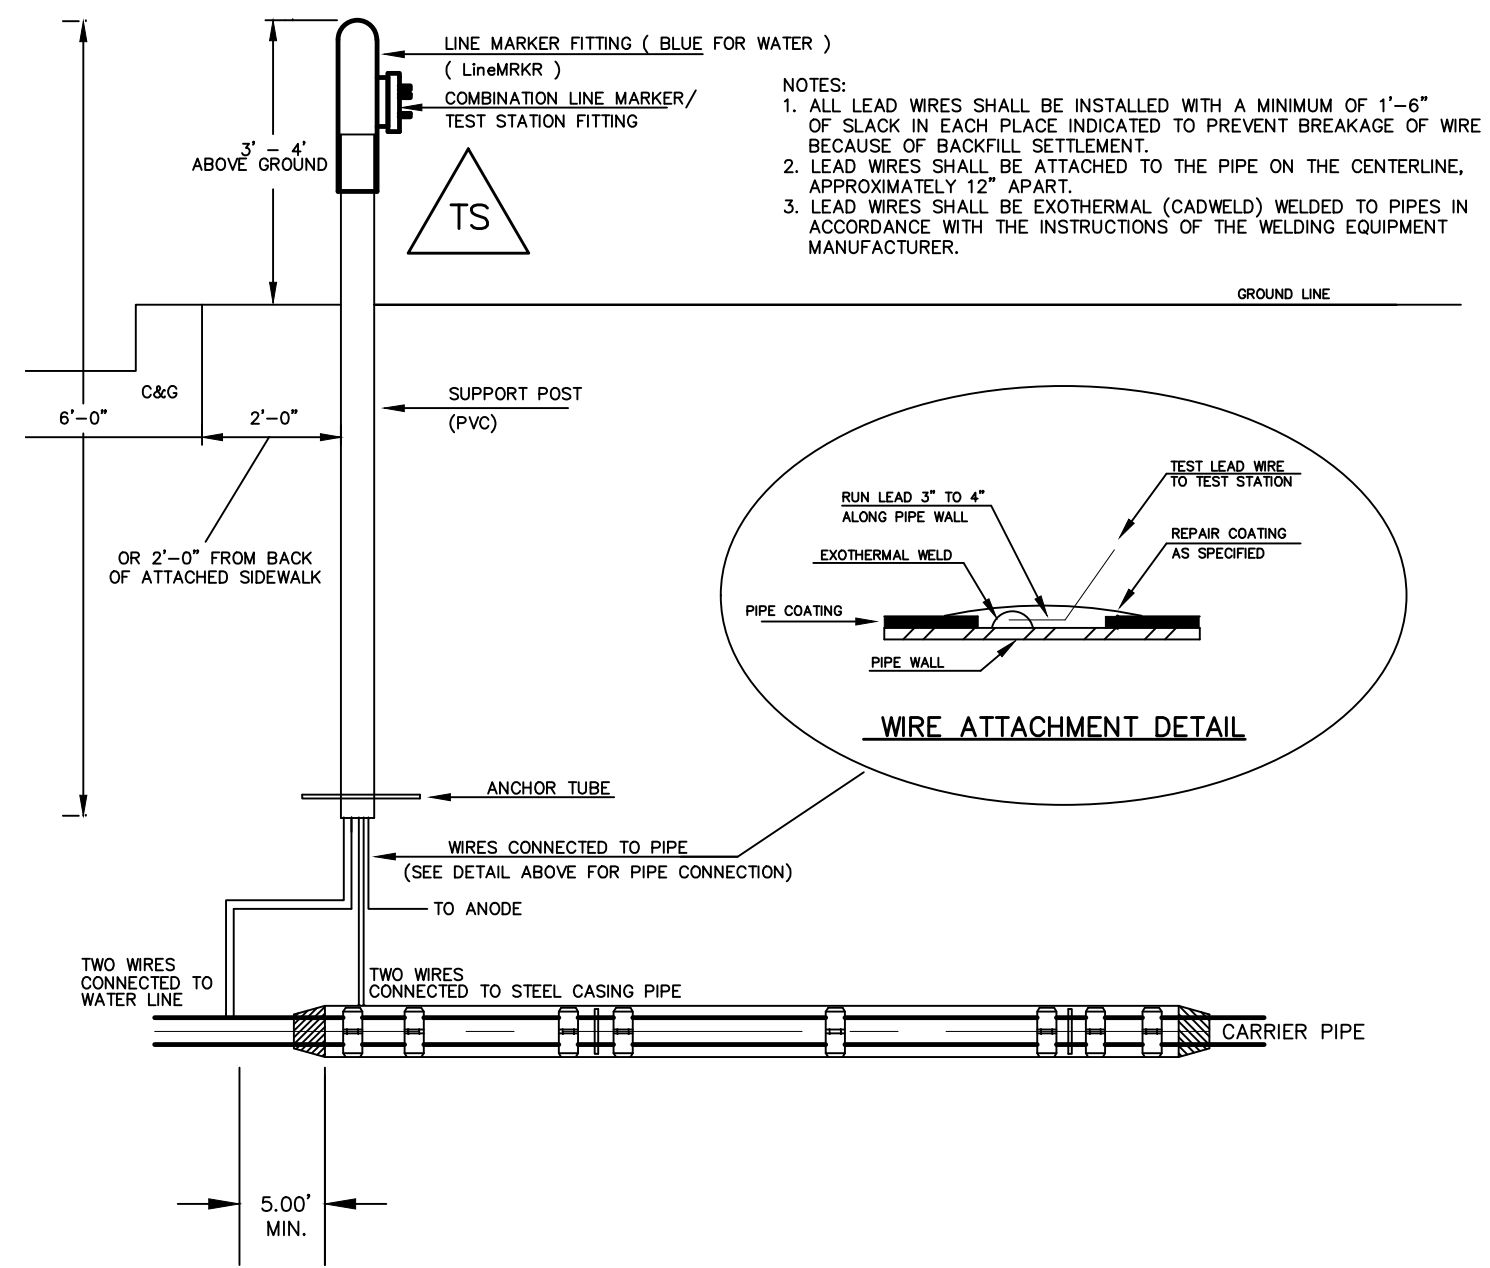 LINE MARKER FITTING ( BLUE FOR WATER )
( LineMRKR )
COMBINATION LINE MARKER/
TEST STATION FITTING
3' - 4'
ABOVE GROUND
TS
NOTES:
1. ALL LEAD WIRES SHALL BE INSTALLED WITH A MINIMUM OF 1'-6"
OF SLACK IN EACH PLACE INDICATED TO PREVENT BREAKAGE OF WIRE
BECAUSE OF BACKFILL SETTLEMENT.
2. LEAD WIRES SHALL BE ATTACHED TO THE PIPE ON THE CENTERLINE,
APPROXIMATELY 12" APART.
3. LEAD WIRES SHALL BE EXOTHERMAL (CADWELD) WELDED TO PIPES IN
ACCORDANCE WITH THE INSTRUCTIONS OF THE WELDING EQUIPMENT
MANUFACTURER.
GROUND LINE
C&G
6'-0"
2'-0"
SUPPORT POST
(PVC)
OR 2'-0" FROM BACK
OF ATTACHED SIDEWALK
TEST LEAD WIRE
TO TEST STATION
RUN LEAD 3" TO 4"
ALONG PIPE WALL
REPAIR COATING
AS SPECIFIED
EXOTHERMAL WELD
PIPE COATING
PIPE WALL
WIRE ATTACHMENT DETAIL
ANCHOR TUBE
WIRES CONNECTED TO PIPE
(SEE DETAIL ABOVE FOR PIPE CONNECTION)
TO ANODE
TWO WIRES
CONNECTED TO
WATER LINE
TWO WIRES
CONNECTED TO STEEL CASING PIPE
CARRIER PIPE
5.00'
MIN.